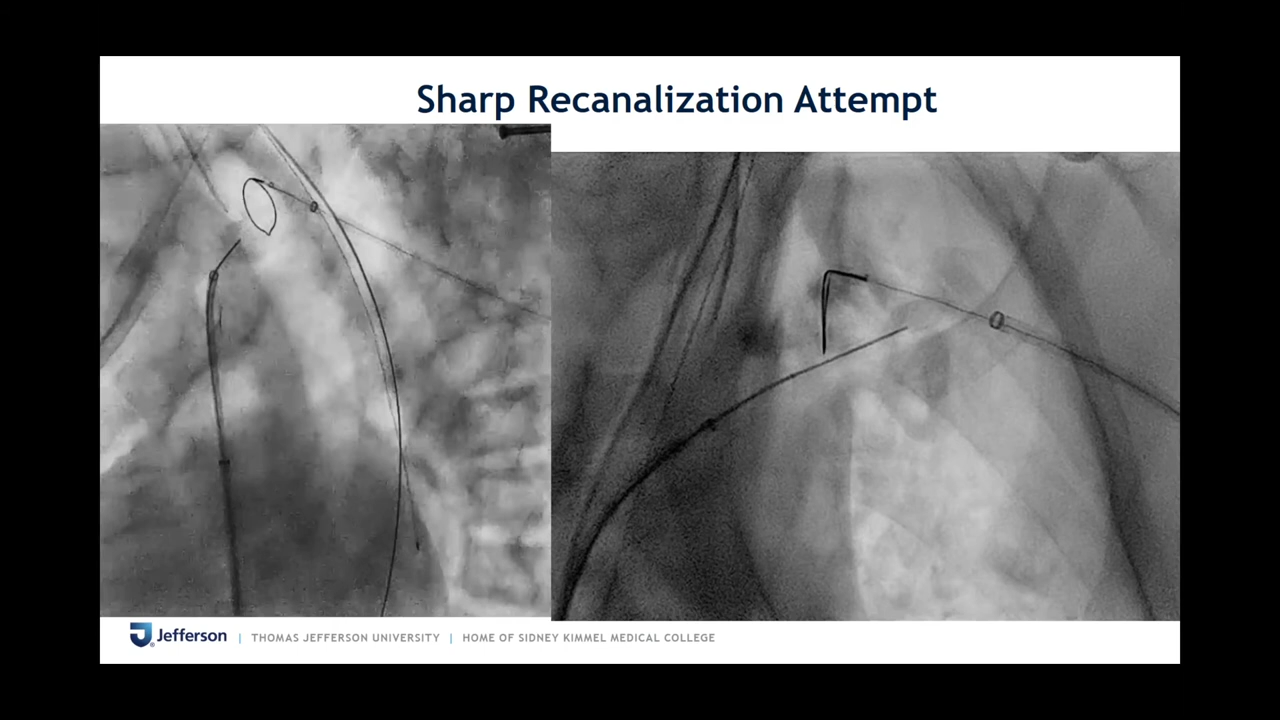 Sharp Recanalization Attempt
Jefferson | THOMAS JEFFERSON UNIVERSITY | HOME OF SIDNEY KIMMEL MEDICAL COLLEGE